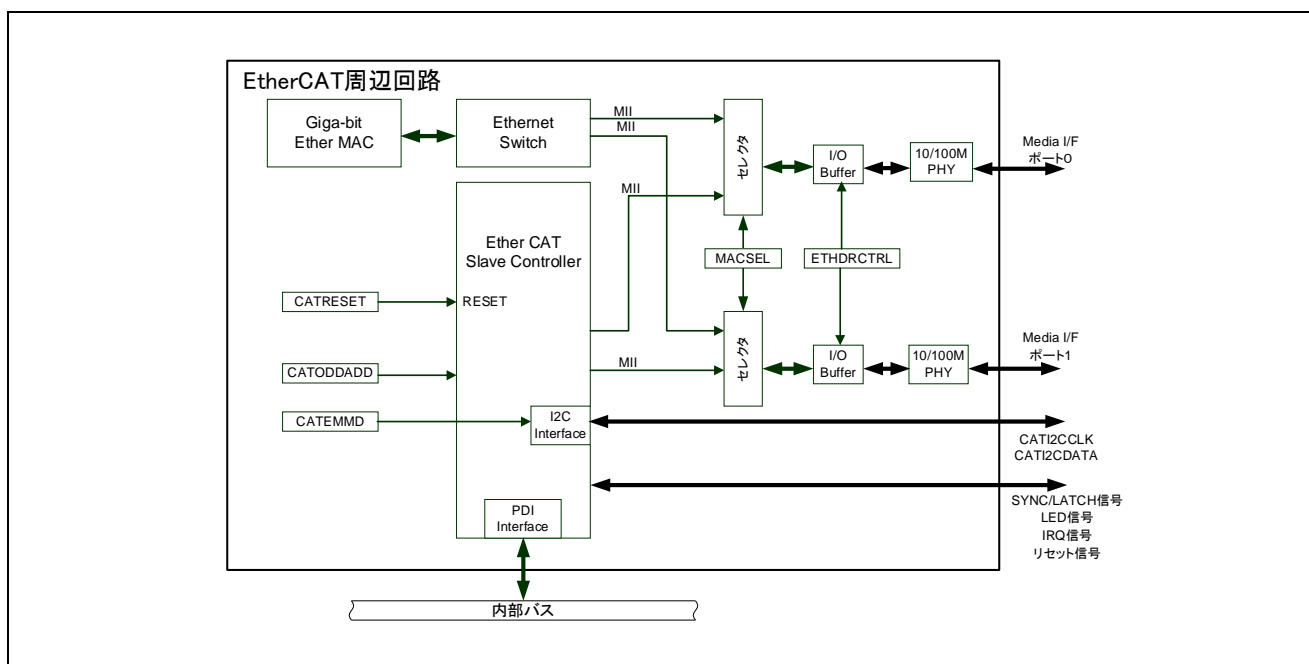 EtherCAT周辺回路
Giga-bit
Ether MAC
Ethernet
Switch
MII
MII
セレクタ
I/O
Buffer
10/100M
PHY
Media I/F
ポート0
MII
Ether CAT
Slave Controller
MACSEL
ETHDRCTRL
CATRESET
RESET
セレクタ
I/O
Buffer
10/100M
PHY
Media I/F
ポート1
MII
CATODDADD
CATEMMD
I2C
Interface
CATI2CCLK
CATI2CDATA
PDI
Interface
SYNC/LATCH信号
LED信号
IRQ信号
リセット信号
内部バス